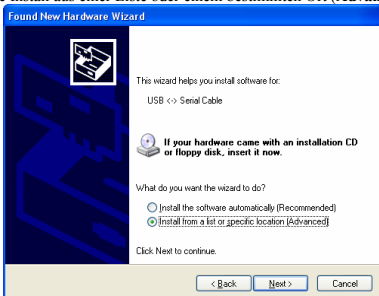 Found New Hardware Wizard
This wizard helps you install software for:
USB <-> Serial Cable
If your hardware came with an installation CD
or floppy disk, insert it now.
What do you want the wizard to do?
Install the software automatically (Recommended)
Install from a list or specific location (Advanced)
Click Next to continue.
< Back Next > Cancel